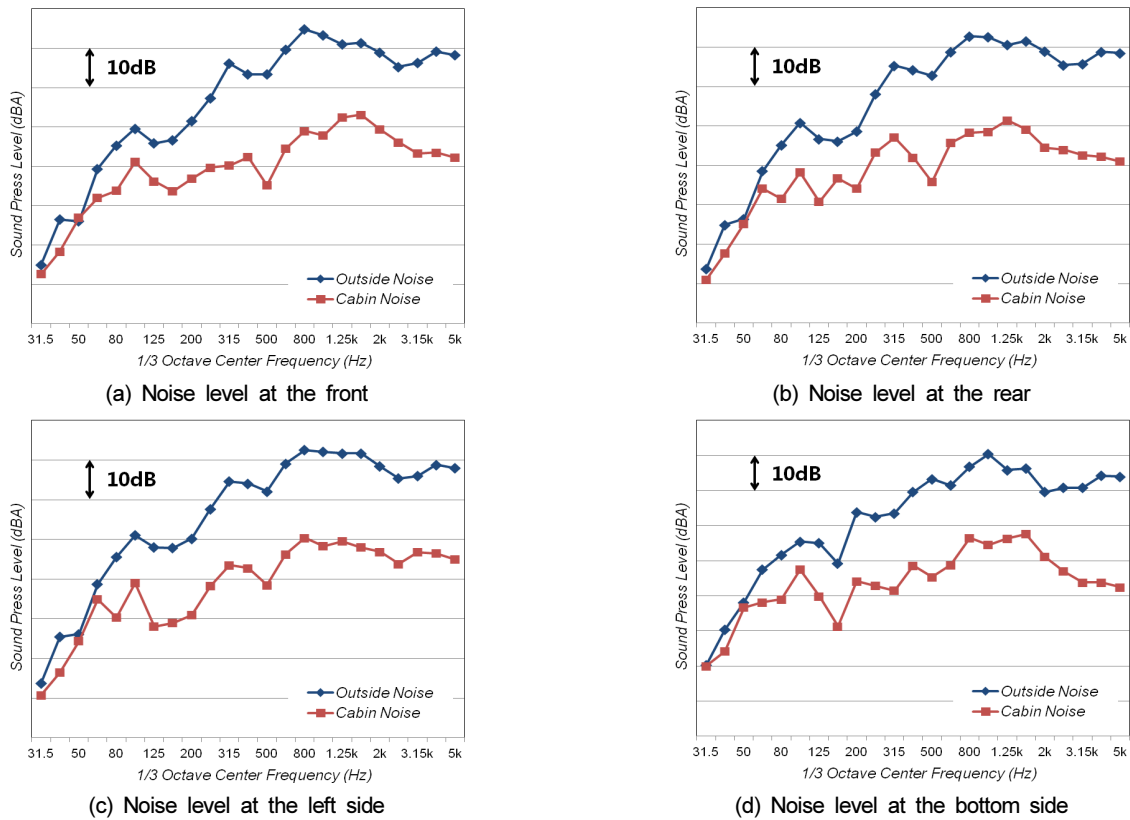 10dB
Sound Press Level (dBA)
Outside Noise
Cabin Noise
31.5 50 80 125 200 315 500 800 1.25k 2k 3.15k 5k
1/3 Octave Center Frequency (Hz)
(a) Noise level at the front
10dB
Sound Press Level (dBA)
Outside Noise
Cabin Noise
31.5 50 80 125 200 315 500 800 1.25k 2k 3.15k 5k
1/3 Octave Center Frequency (Hz)
(b) Noise level at the rear
10dB
Sound Press Level (dBA)
Outside Noise
Cabin Noise
31.5 50 80 125 200 315 500 800 1.25k 2k 3.15k 5k
1/3 Octave Center Frequency (Hz)
(c) Noise level at the left side
10dB
Sound Press Level (dBA)
Outside Noise
Cabin Noise
31.5 50 80 125 200 315 500 800 1.25k 2k 3.15k 5k
1/3 Octave Center Frequency (Hz)
(d) Noise level at the bottom side